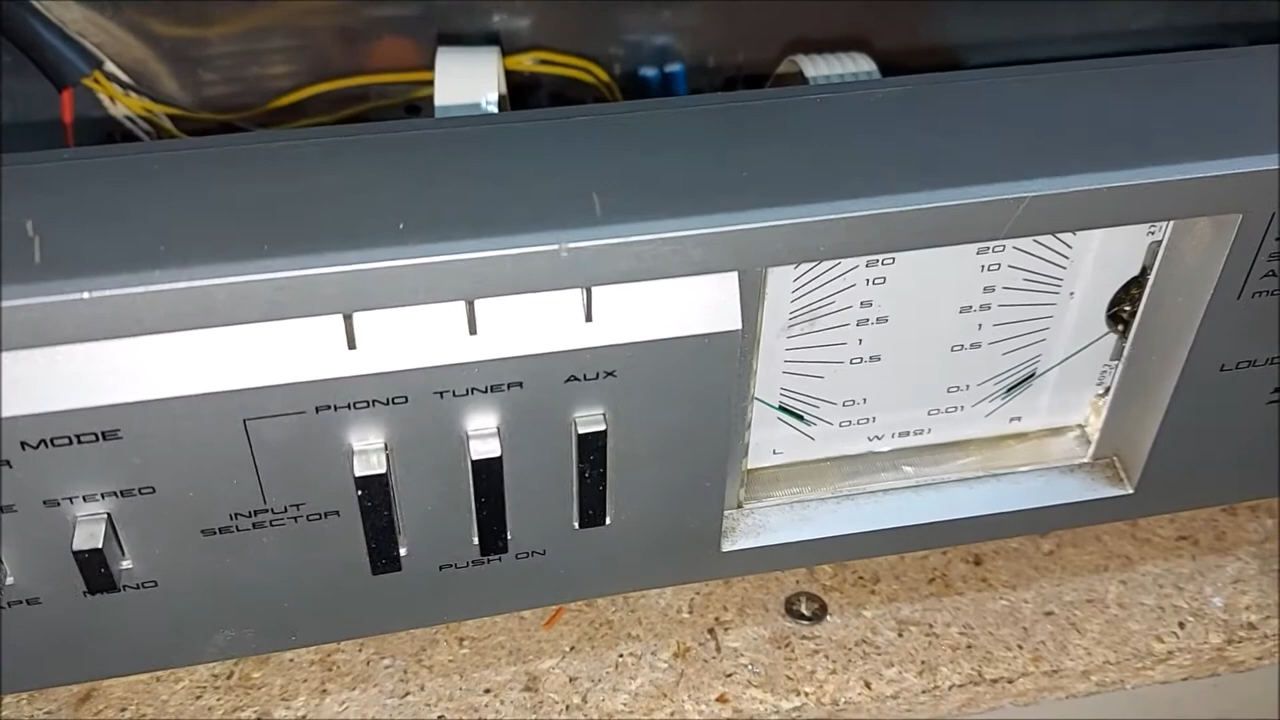 MODE
STEREO
MONO
INPUT
SELECTOR
PHONO
TUNER
AUX
PUSH ON
20
10
5
2.5
1
0.5
0.1
0.01
L
20
10
5
2.5
1
0.5
0.1
0.01
R
W (8Ω)